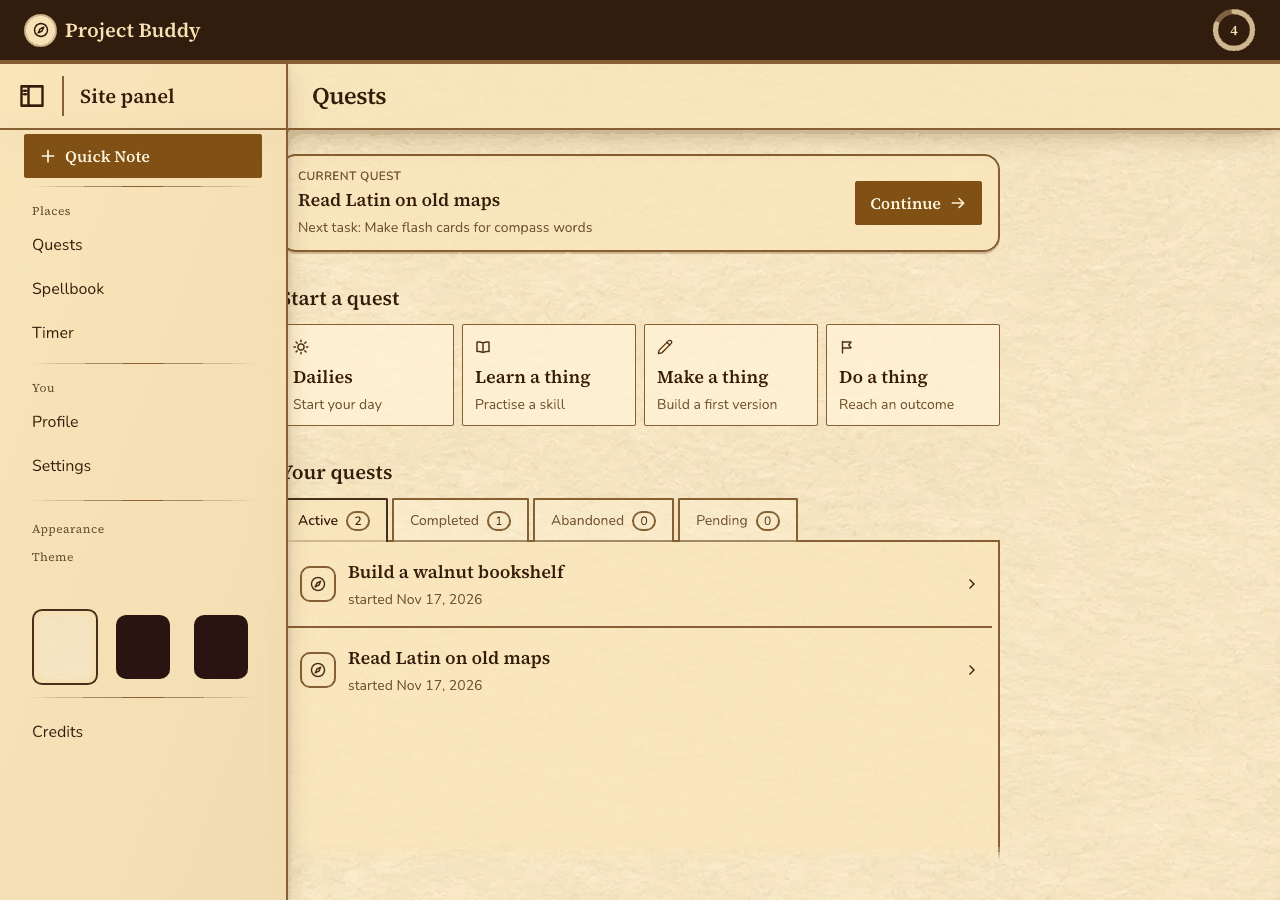 Project Buddy
4
Site panel
Quests
Quick Note
Places
Quests
Spellbook
Timer
You
Profile
Settings
Appearance
Theme
Credits
CURRENT QUEST
Read Latin on old maps
Next task: Make flash cards for compass words
Continue
Start a quest
Dailies
Start your day
Learn a thing
Practise a skill
Make a thing
Build a first version
Do a thing
Reach an outcome
Your quests
Active 2
Completed 1
Abandoned 0
Pending 0
Build a walnut bookshelf
started Nov 17, 2026
Read Latin on old maps
started Nov 17, 2026